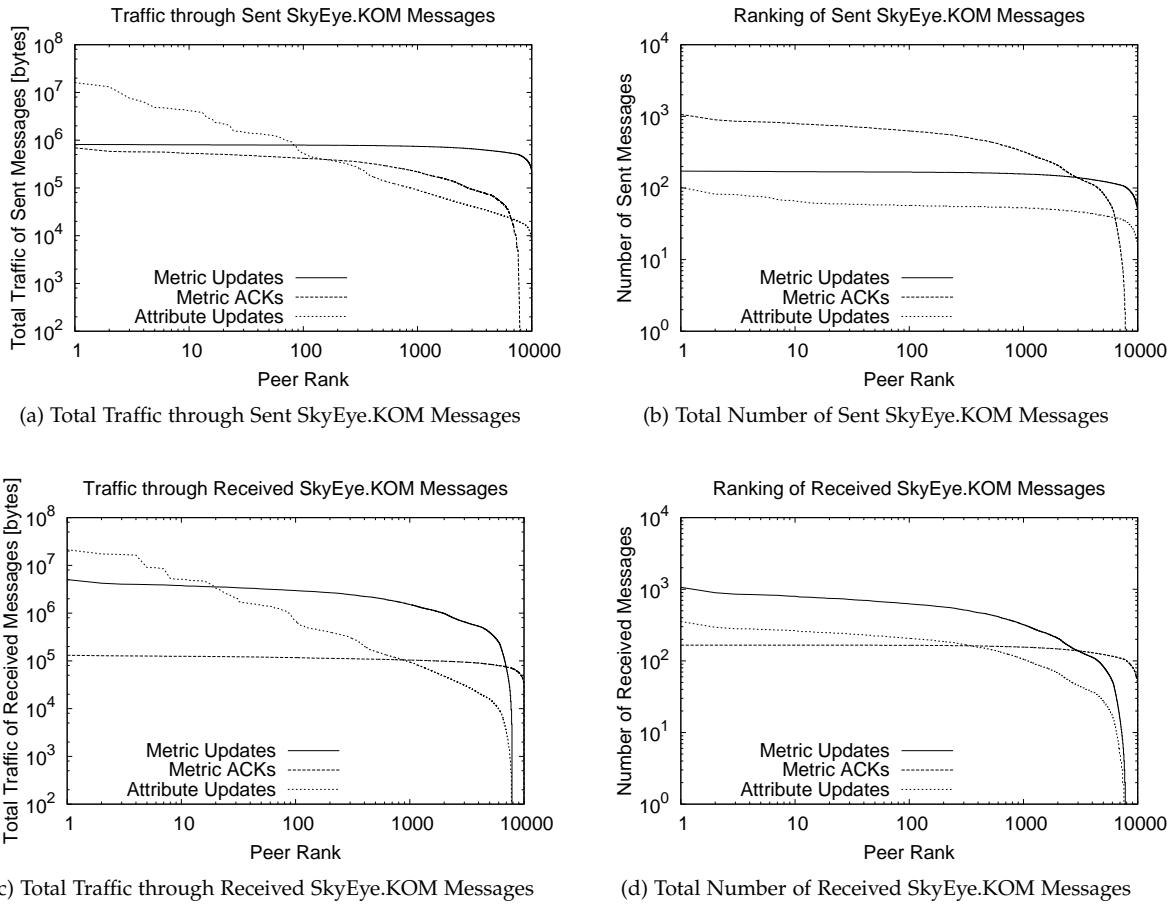 Traffic through Sent SkyEye.KOM Messages
Total Traffic of Sent Messages [bytes]
10^8
10^7
10^6
10^5
10^4
10^3
10^2
Metric Updates
Metric ACKs
Attribute Updates
1 10 100 1000 10000
Peer Rank
(a) Total Traffic through Sent SkyEye.KOM Messages
Ranking of Sent SkyEye.KOM Messages
Number of Sent Messages
10^4
10^3
10^2
10^1
10^0
Metric Updates
Metric ACKs
Attribute Updates
1 10 100 1000 10000
Peer Rank
(b) Total Number of Sent SkyEye.KOM Messages
Traffic through Received SkyEye.KOM Messages
Total Traffic of Received Messages [bytes]
10^8
10^7
10^6
10^5
10^4
10^3
10^2
Metric Updates
Metric ACKs
Attribute Updates
1 10 100 1000 10000
Peer Rank
c) Total Traffic through Received SkyEye.KOM Messages
Ranking of Received SkyEye.KOM Messages
Number of Received Messages
10^4
10^3
10^2
10^1
10^0
Metric Updates
Metric ACKs
Attribute Updates
1 10 100 1000 10000
Peer Rank
(d) Total Number of Received SkyEye.KOM Messages